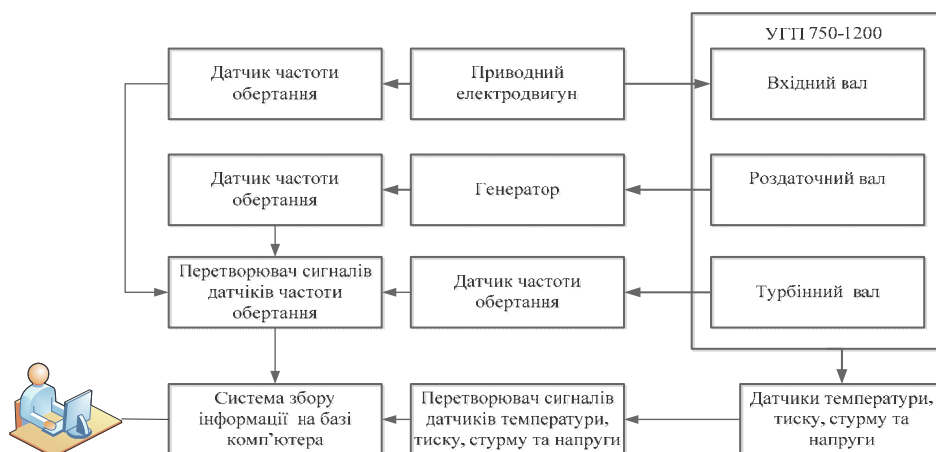 УГП 750-1200
Датчик частоти
обертання
Приводний
електродвигун
Вхідний вал
Датчик частоти
обертання
Генератор
Роздаточний вал
Перетворювач сигналів
датчіків частоти
обертання
Датчик частоти
обертання
Турбінний вал
Система збору
інформації на базі
комп’ютера
Перетворювач сигналів
датчиків температури,
тиску, стурму та напруги
Датчики температури,
тиску, стурму та
напруги